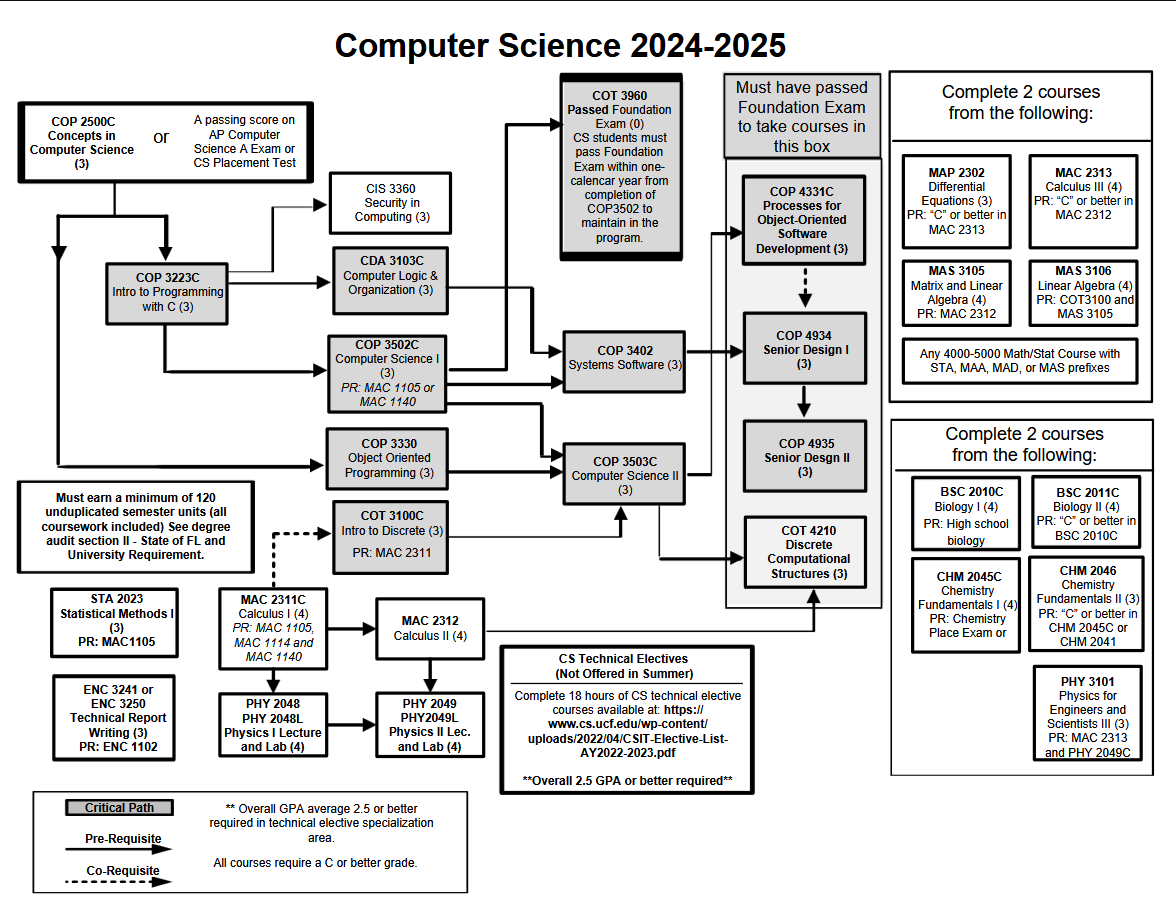 Computer Science 2024-2025
COP 2500C
Concepts in
Computer Science
(3)
or
A passing score on
AP Computer
Science A Exam or
CS Placement Test
COP 3223C
Intro to Programming
with C (3)
CIS 3360
Security in
Computing (3)
CDA 3103C
Computer Logic &
Organization (3)
COP 3502C
Computer Science I
(3)
PR: MAC 1105 or
MAC 1140
COP 3330
Object Oriented
Programming (3)
COT 3100C
Intro to Discrete (3)
PR: MAC 2311
COT 3960
Passed Foundation
Exam (0)
CS students must
pass Foundation
Exam within one-
calencar year from
completion of
COP3502 to
maintain in the
program.
COP 3402
Systems Software (3)
COP 3503C
Computer Science II
(3)
Must have passed
Foundation Exam
to take courses in
this box
COP 4331C
Processes for
Object-Oriented
Software
Development (3)
COP 4934
Senior Design I
(3)
COP 4935
Senior Desgn II
(3)
COT 4210
Discrete
Computational
Structures (3)
Complete 2 courses
from the following:
MAP 2302
Differential
Equations (3)
PR: “C” or better in
MAC 2313
MAC 2313
Calculus III (4)
PR: “C” or better in
MAC 2312
MAS 3105
Matrix and Linear
Algebra (4)
PR: MAC 2312
MAS 3106
Linear Algebra (4)
PR: COT3100 and
MAS 3105
Any 4000-5000 Math/Stat Course with
STA, MAA, MAD, or MAS prefixes
Complete 2 courses
from the following:
BSC 2010C
Biology I (4)
PR: High school
biology
BSC 2011C
Biology II (4)
PR: “C” or better in
BSC 2010C
CHM 2045C
Chemistry
Fundamentals I (4)
PR: Chemistry
Place Exam or
CHM 2046
Chemistry
Fundamentals II (3)
PR: “C” or better in
CHM 2045C or
CHM 2041
PHY 3101
Physics for
Engineers and
Scientists III (3)
PR: MAC 2313
and PHY 2049C
Must earn a minimum of 120
unduplicated semester units (all
coursework included) See degree
audit section II - State of FL and
University Requirement.
STA 2023
Statistical Methods I
(3)
PR: MAC1105
ENC 3241 or
ENC 3250
Technical Report
Writing (3)
PR: ENC 1102
MAC 2311C
Calculus I (4)
PR: MAC 1105,
MAC 1114 and
MAC 1140
MAC 2312
Calculus II (4)
PHY 2048
PHY 2048L
Physics I Lecture
and Lab (4)
PHY 2049
PHY2049L
Physics II Lec.
and Lab (4)
CS Technical Electives
(Not Offered in Summer)
Complete 18 hours of CS technical elective
courses available at: https://
www.cs.ucf.edu/wp-content/
uploads/2022/04/CSIT-Elective-List-
AY2022-2023.pdf
**Overall 2.5 GPA or better required**
Critical Path
Pre-Requisite
Co-Requisite
** Overall GPA average 2.5 or better
required in technical elective specialization
area.
All courses require a C or better grade.